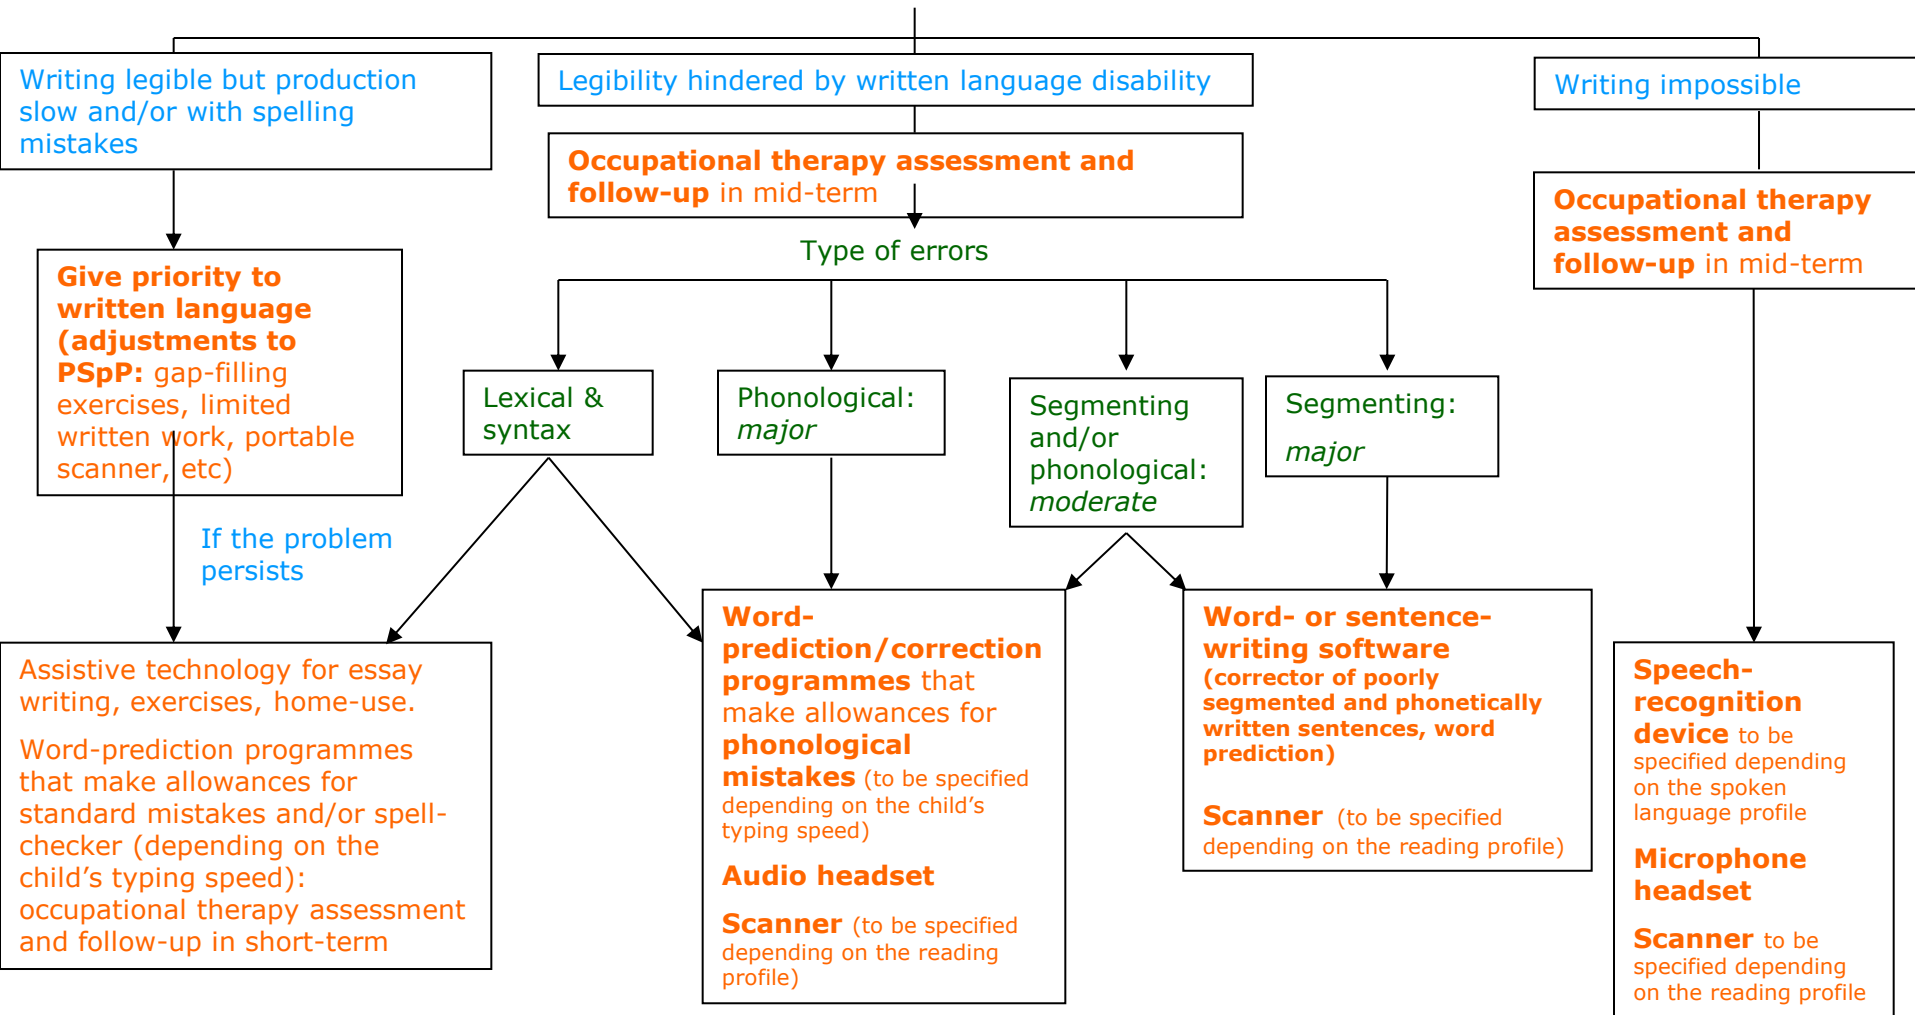 Writing legible but production
slow and/or with spelling
mistakes
Legibility hindered by written language disability
Writing impossible
Occupational therapy assessment and
follow-up in mid-term
Occupational therapy
assessment and
follow-up in mid-term
Type of errors
Give priority to
written language
(adjustments to
PSpP: gap-filling
exercises, limited
written work, portable
scanner, etc)
Lexical &
syntax
Phonological:
major
Segmenting
and/or
phonological:
moderate
Segmenting:
major
If the problem
persists
Assistive technology for essay
writing, exercises, home-use.
Word-prediction programmes
that make allowances for
standard mistakes and/or spell-
checker (depending on the
child’s typing speed):
occupational therapy assessment
and follow-up in short-term
Word-
prediction/correction
programmes that
make allowances for
phonological
mistakes (to be specified
depending on the child’s
typing speed)
Audio headset
Scanner (to be specified
depending on the reading
profile)
Word- or sentence-
writing software
(corrector of poorly
segmented and phonetically
written sentences, word
prediction)
Scanner (to be specified
depending on the reading profile)
Speech-
recognition
device to be
specified depending
on the spoken
language profile
Microphone
headset
Scanner to be
specified depending
on the reading profile